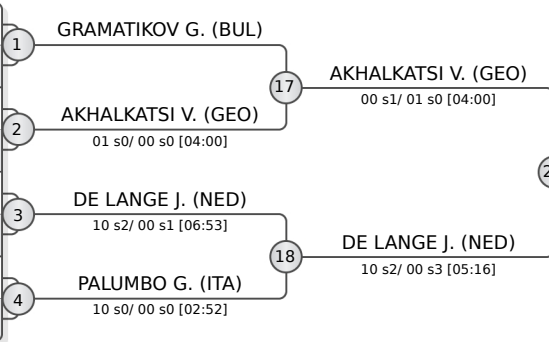 GRAMATIKOV G. (BUL)
1
17
AKHALKATSI V. (GEO)
00 s1/ 01 s0 [04:00]
AKHALKATSI V. (GEO)
2
01 s0/ 00 s0 [04:00]
DE LANGE J. (NED)
3
10 s2/ 00 s1 [06:53]
18
DE LANGE J. (NED)
10 s2/ 00 s3 [05:16]
PALUMBO G. (ITA)
4
10 s0/ 00 s0 [02:52]